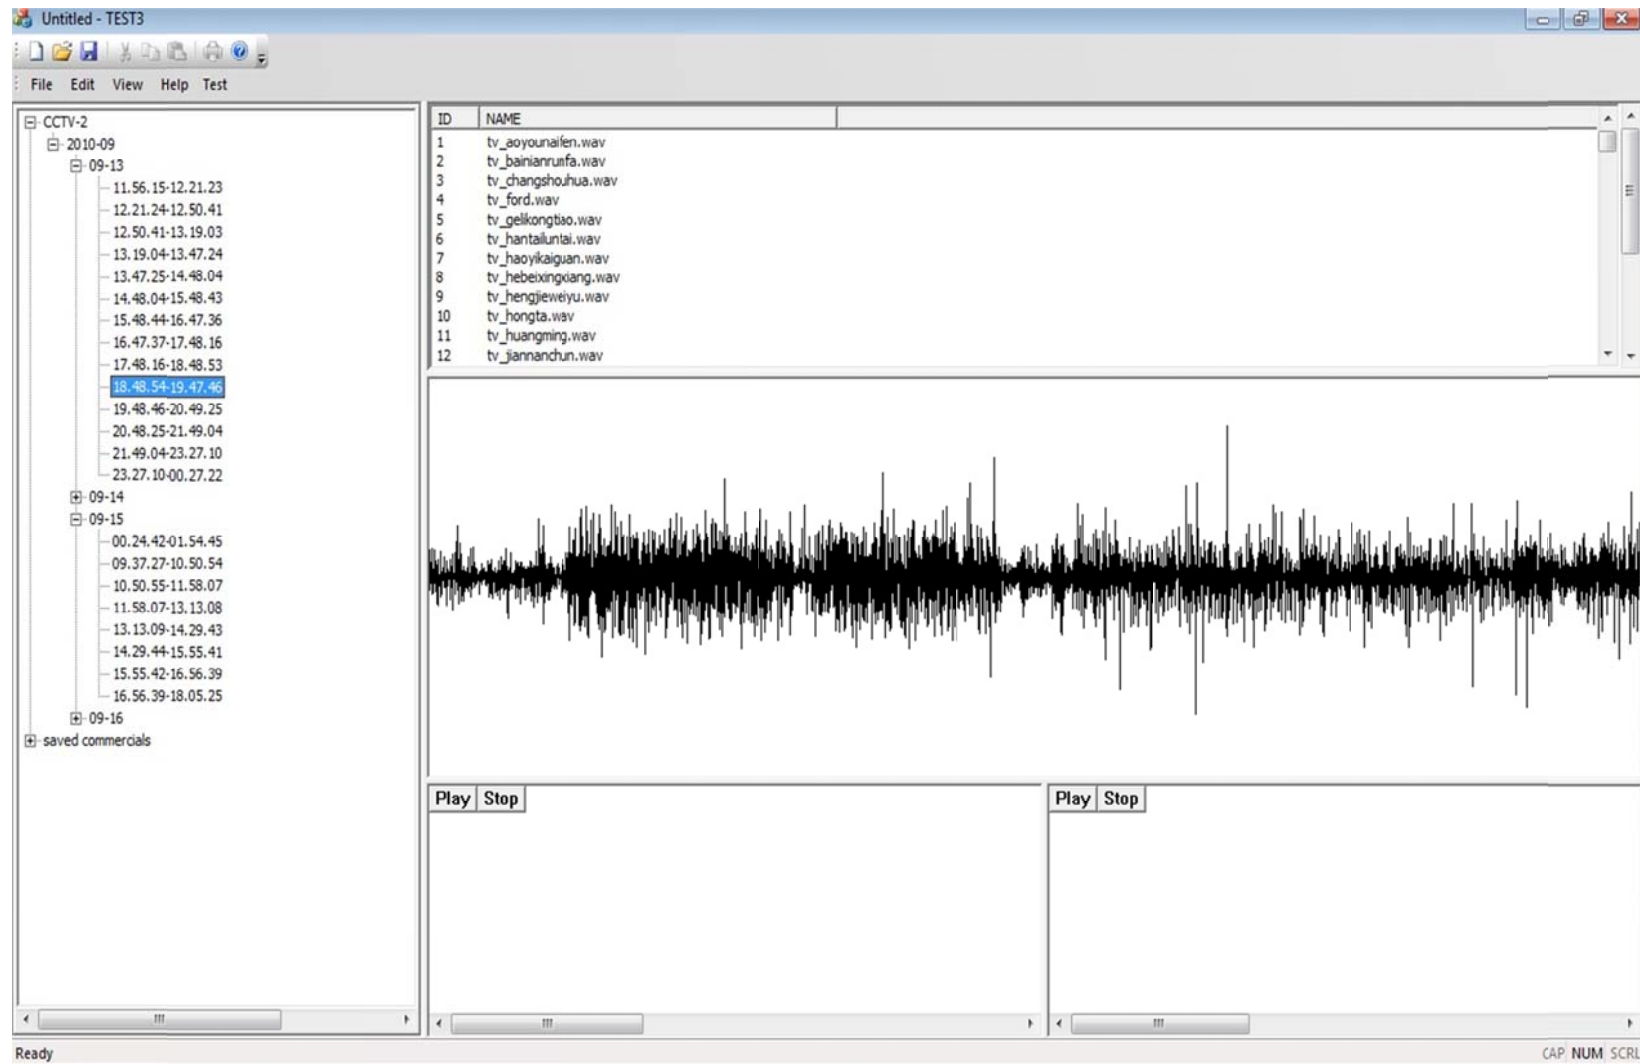 Untitled - TEST3
File Edit View Help Test
CCTV-2
2010-09
09-13
11.56.15-12.21.23
12.21.24-12.50.41
12.50.41-13.19.03
13.19.04-13.47.24
13.47.25-14.48.04
14.48.04-15.48.43
15.48.44-16.47.36
16.47.37-17.48.16
17.48.16-18.48.53
18.48.54-19.47.46
19.48.46-20.49.25
20.48.25-21.49.04
21.49.04-23.27.10
23.27.10-00.27.22
09-14
09-15
00.24.42-01.54.45
09.37.27-10.50.54
10.50.55-11.58.07
11.58.07-13.13.08
13.13.09-14.29.43
14.29.44-15.55.41
15.55.42-16.56.39
16.56.39-18.05.25
09-16
saved commercials
ID NAME
1 tv_aoyounaifen.wav
2 tv_bainianrunfa.wav
3 tv_changshouhua.wav
4 tv_ford.wav
5 tv_gelikongtiao.wav
6 tv_hantailuntai.wav
7 tv_haoyikaiguan.wav
8 tv_hebeixingxiang.wav
9 tv_hengjieweiyu.wav
10 tv_hongta.wav
11 tv_huangming.wav
12 tv_jiannanchun.wav
Play Stop
Play Stop
Ready
CAP NUM SCRL